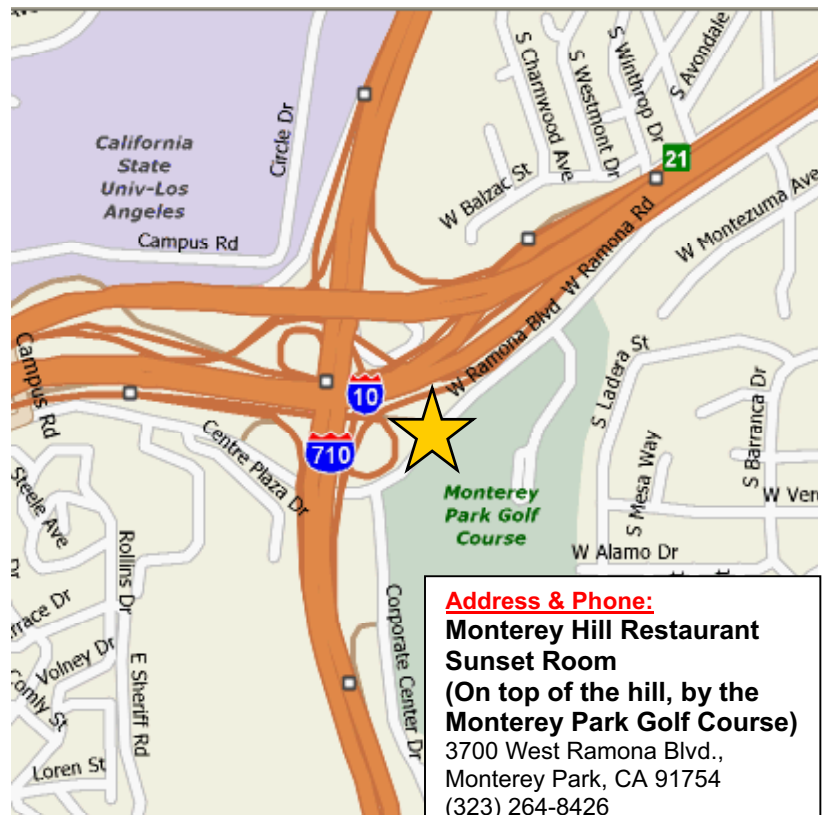 S Charnwood Ave
S Westmont Dr
S Winthrop Dr
S Avondale
Circle Dr
California
State
Univ-Los
Angeles
21
W Balzac St
W Ramona Rd
W Montezuma Ave
Campus Rd
W Ramona Blvd
Campus Rd
10
S Ladera St
S Barranca Dr
Centre Plaza Dr
710
S Mesa Way
Steele Ave
Monterey
Park Golf
Course
W Ver
Rollins Dr
W Alamo Dr
Dr
Corporate Center Dr
Volney Dr
E Sheriff Rd
Comly St
Loren St
Address & Phone:
Monterey Hill Restaurant
Sunset Room
(On top of the hill, by the
Monterey Park Golf Course)
3700 West Ramona Blvd.,
Monterey Park, CA 91754
(323) 264-8426